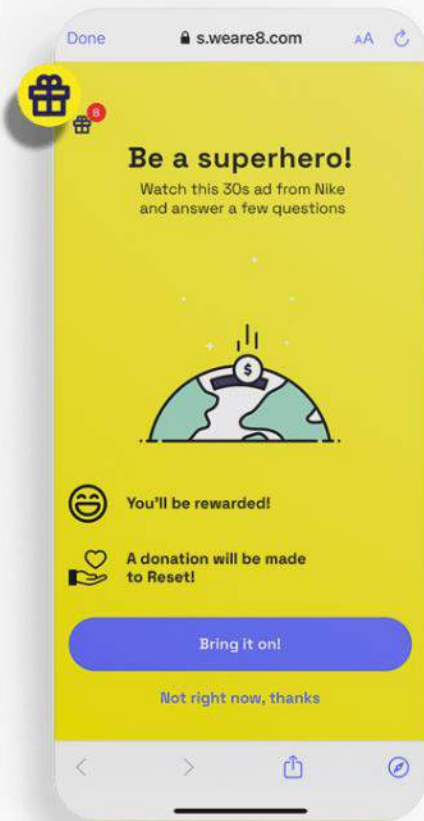 Done
s.weare8.com
AA
8
Be a superhero!
Watch this 30s ad from Nike
and answer a few questions
$
You'll be rewarded!
A donation will be made
to Reset!
Bring it on!
Not right now, thanks